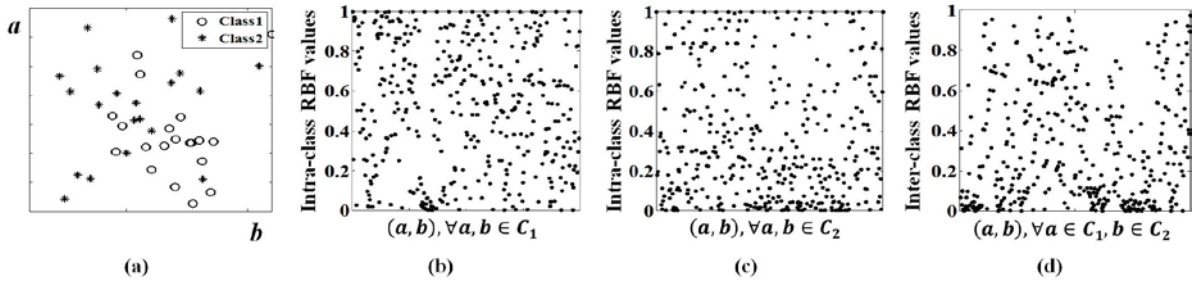 a
Class1
Class2
b
(a)
Intra-class RBF values
1
0.8
0.6
0.4
0.2
0
(a, b), ∀a, b ∈ C₁
(b)
Intra-class RBF values
1
0.8
0.6
0.4
0.2
0
(a, b), ∀a, b ∈ C₂
(c)
Inter-class RBF values
1
0.8
0.6
0.4
0.2
0
(a, b), ∀a ∈ C₁, b ∈ C₂
(d)